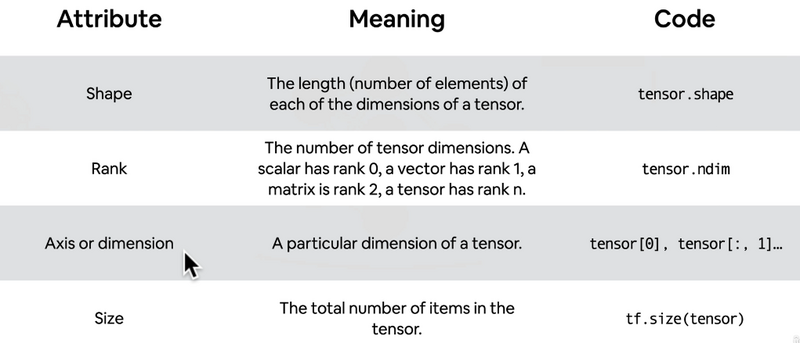 Attribute Meaning Code
Shape
The length (number of elements) of
each of the dimensions of a tensor.
tensor.shape
Rank
The number of tensor dimensions. A
scalar has rank 0, a vector has rank 1, a
matrix is rank 2, a tensor has rank n.
tensor.ndim
Axis or dimension
A particular dimension of a tensor.
tensor[0], tensor[:, 1]…
Size
The total number of items in the
tensor.
tf.size(tensor)